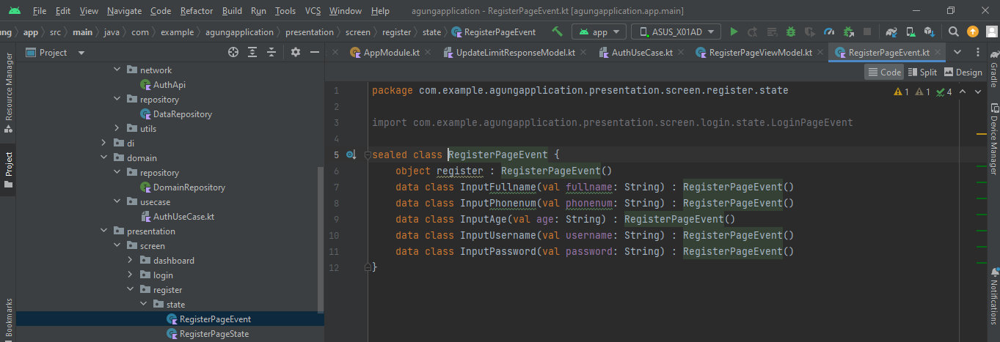 File Edit View Navigate Code Refactor Build Run Tools VCS Window Help agungapplication - RegisterPageEvent.kt [agungapplication.app.main]
ng app src main java com example agungapplication presentation screen register state RegisterPageEvent app ASUS_X01AD
Project AppModule.kt UpdateLimitResponseModel.kt AuthUseCase.kt RegisterPageViewModel.kt RegisterPageEvent.kt
Code Split Design
Resource Manager
Project
Bookmarks
network
AuthApi
repository
DataRepository
utils
di
domain
repository
DomainRepository
usecase
AuthUseCase.kt
presentation
screen
dashboard
login
register
state
RegisterPageEvent
RegisterPageState
1 package com.example.agungapplication.presentation.screen.register.state
2
3 import com.example.agungapplication.presentation.screen.login.state.LoginPageEvent
4
5 sealed class RegisterPageEvent {
6 object register : RegisterPageEvent()
7 data class InputFullname(val fullname: String) : RegisterPageEvent()
8 data class InputPhonenum(val phonenum: String) : RegisterPageEvent()
9 data class InputAge(val age: String) : RegisterPageEvent()
10 data class InputUsername(val username: String) : RegisterPageEvent()
11 data class InputPassword(val password: String) : RegisterPageEvent()
12 }
1 1 4
Gradle
Device Manager
Notifications